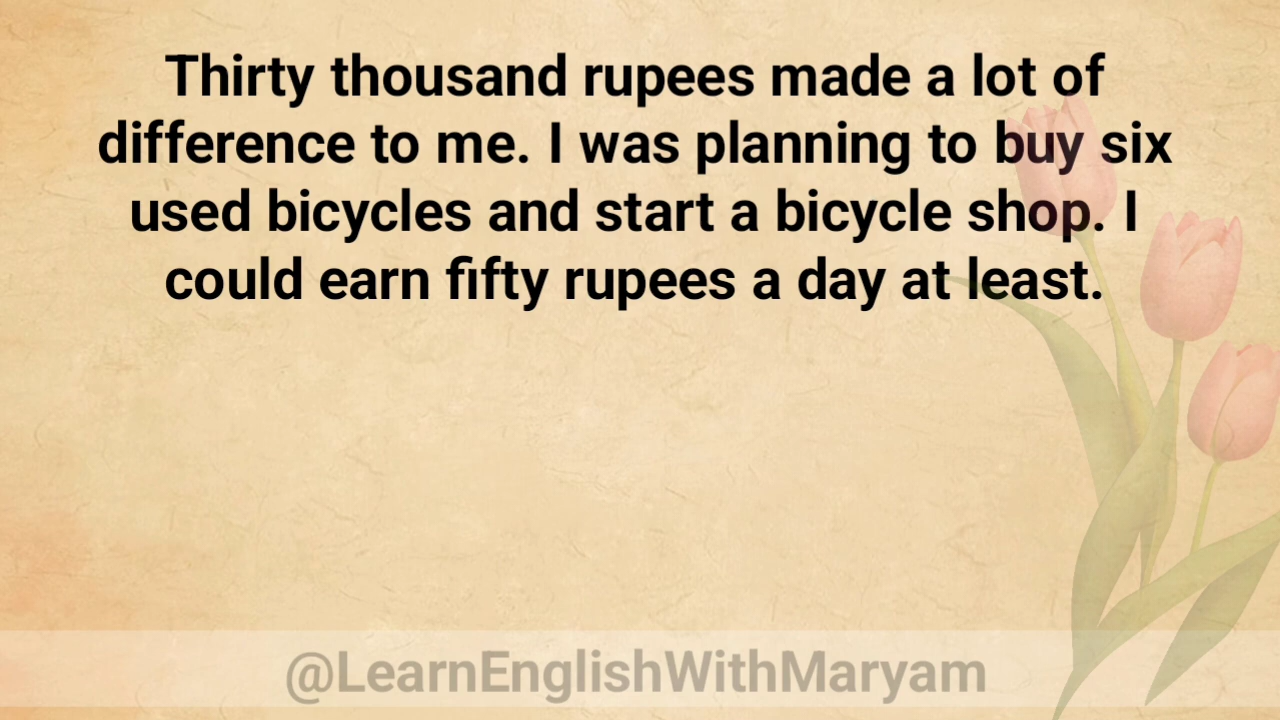 Thirty thousand rupees made a lot of
difference to me. I was planning to buy six
used bicycles and start a bicycle shop. I
could earn fifty rupees a day at least.
@LearnEnglishWithMaryam